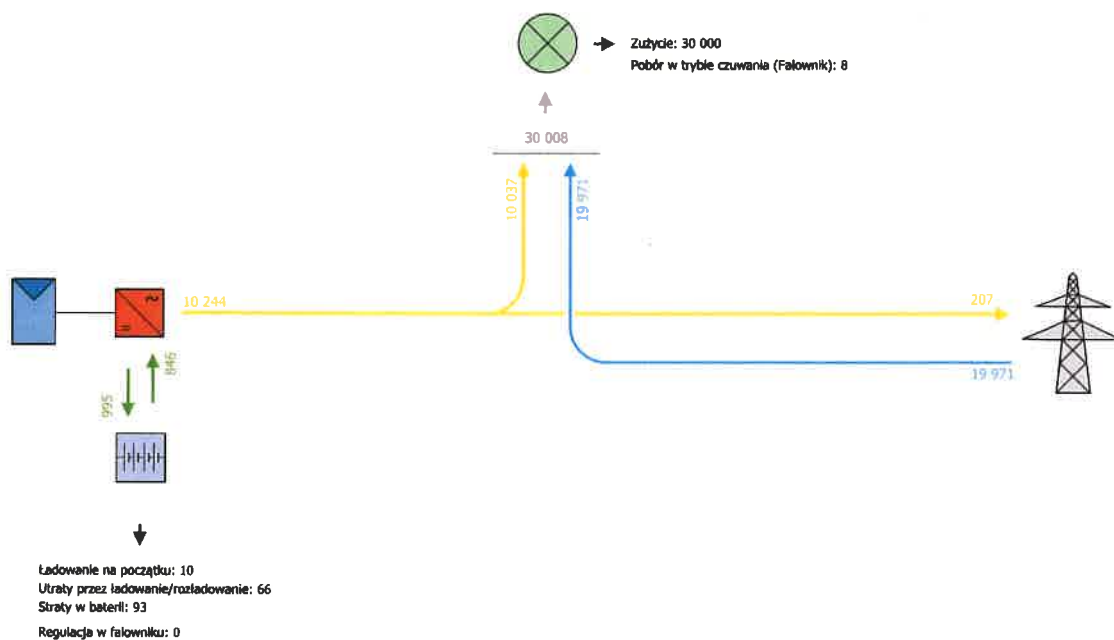 Zużycie: 30 000
Pobór w trybie czuwania (Falownik): 8
30 008
10 037
19 971
10 244
207
19 971
846
995
Ładowanie na początku: 10
Utraty przez ładowanie/rozładowanie: 66
Straty w baterii: 93
Regulacja w falowniku: 0